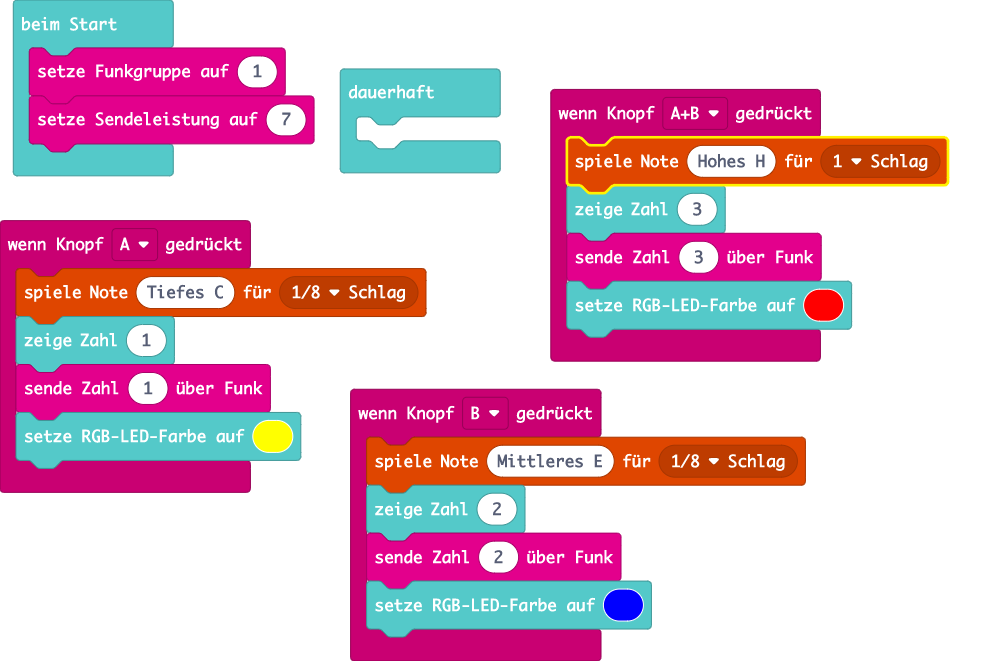 beim Start
setze Funkgruppe auf 1
setze Sendeleistung auf 7
dauerhaft
wenn Knopf A+B gedrückt
spiele Note Hohes H für 1 Schlag
zeige Zahl 3
sende Zahl 3 über Funk
setze RGB-LED-Farbe auf
wenn Knopf A gedrückt
spiele Note Tiefes C für 1/8 Schlag
zeige Zahl 1
sende Zahl 1 über Funk
setze RGB-LED-Farbe auf
wenn Knopf B gedrückt
spiele Note Mittleres E für 1/8 Schlag
zeige Zahl 2
sende Zahl 2 über Funk
setze RGB-LED-Farbe auf